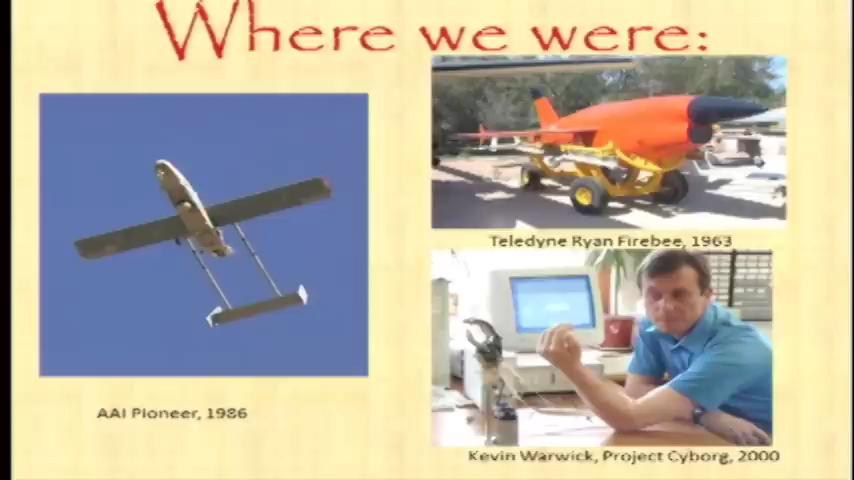 Where we were:
Teledyne Ryan Firebee, 1963
AAI Pioneer, 1986
Kevin Warwick, Project Cyborg, 2000